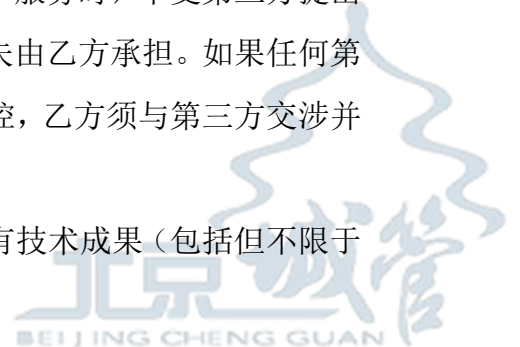 服务时，不受第三方提出
失由乙方承担。如果任何第
控，乙方须与第三方交涉并
有技术成果（包括但不限于
北京城管
BEIJING CHENG GUAN